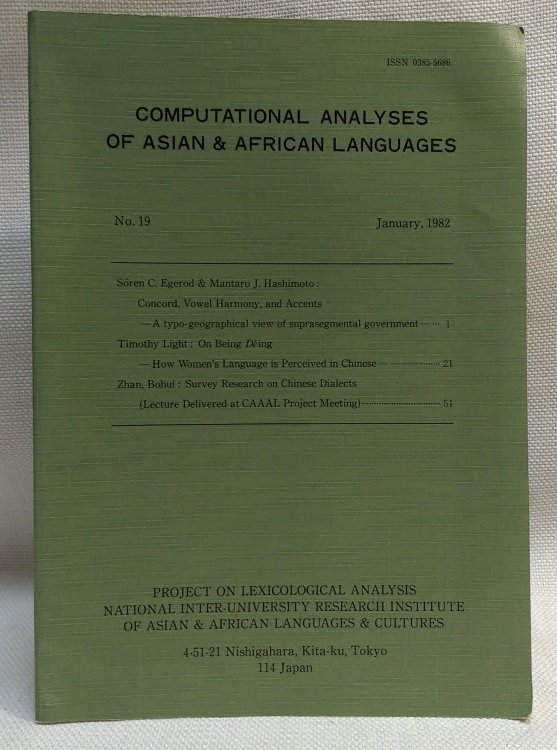 ISSN 0385-5686
COMPUTATIONAL ANALYSES
OF ASIAN & AFRICAN LANGUAGES
No. 19 January, 1982
Sören C. Egerod & Mantaro J. Hashimoto:
Concord, Vowel Harmony, and Accents
—A typo-geographical view of suprasegmental government— ··· 1
Timothy Light: On Being Dēing
—How Women's Language is Perceived in Chinese— ··················· 21
Zhan, Bohui: Survey Research on Chinese Dialects
(Lecture Delivered at CAAAL Project Meeting)······························ 51
PROJECT ON LEXICOLOGICAL ANALYSIS
NATIONAL INTER-UNIVERSITY RESEARCH INSTITUTE
OF ASIAN & AFRICAN LANGUAGES & CULTURES
4-51-21 Nishigahara, Kita-ku, Tokyo
114 Japan